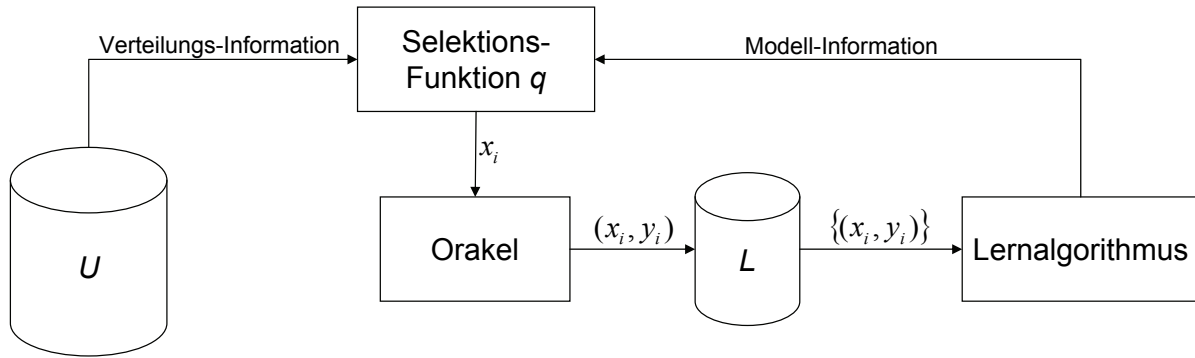 Verteilungs-Information
Selektions-
Funktion q
Modell-Information
x_i
U
Orakel
(x_i, y_i)
L
{(x_i, y_i)}
Lernalgorithmus